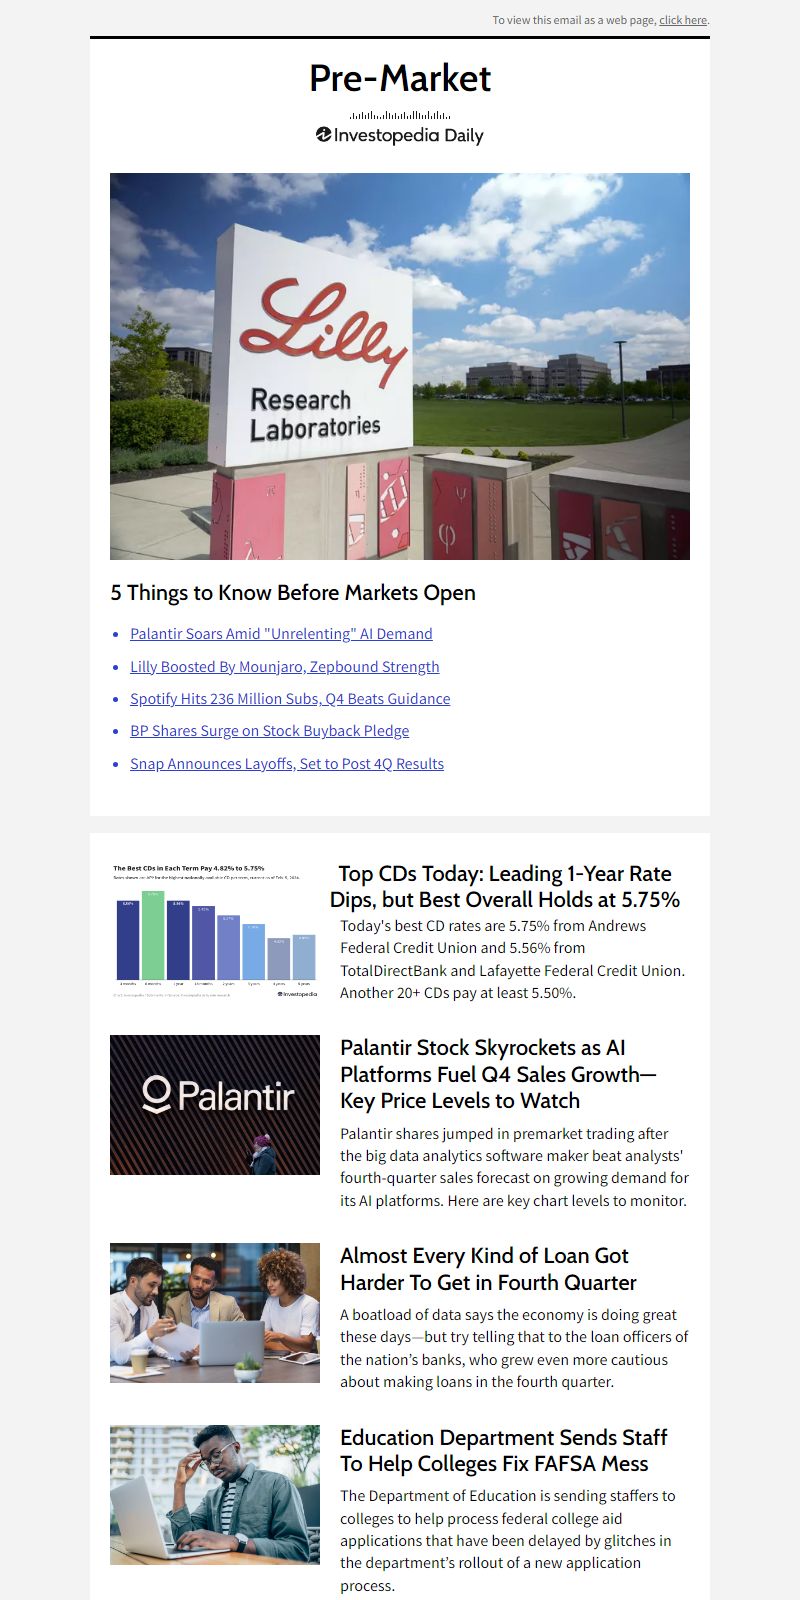 To view this email as a web page, click here.
Pre-Market
Investopedia Daily
Lilly
Research
Laboratories
5 Things to Know Before Markets Open
Palantir Soars Amid "Unrelenting" AI Demand
Lilly Boosted By Mounjaro, Zepbound Strength
Spotify Hits 236 Million Subs, Q4 Beats Guidance
BP Shares Surge on Stock Buyback Pledge
Snap Announces Layoffs, Set to Post 4Q Results
The Best CDs in Each Term Pay 4.82% to 5.75%
Investopedia
Top CDs Today: Leading 1-Year Rate
Dips, but Best Overall Holds at 5.75%
Today's best CD rates are 5.75% from Andrews
Federal Credit Union and 5.56% from
TotalDirectBank and Lafayette Federal Credit Union.
Another 20+ CDs pay at least 5.50%.
Palantir
Palantir Stock Skyrockets as AI
Platforms Fuel Q4 Sales Growth—
Key Price Levels to Watch
Palantir shares jumped in premarket trading after
the big data analytics software maker beat analysts'
fourth-quarter sales forecast on growing demand for
its AI platforms. Here are key chart levels to monitor.
Almost Every Kind of Loan Got
Harder To Get in Fourth Quarter
A boatload of data says the economy is doing great
these days—but try telling that to the loan officers of
the nation’s banks, who grew even more cautious
about making loans in the fourth quarter.
Education Department Sends Staff
To Help Colleges Fix FAFSA Mess
The Department of Education is sending staffers to
colleges to help process federal college aid
applications that have been delayed by glitches in
the department’s rollout of a new application
process.